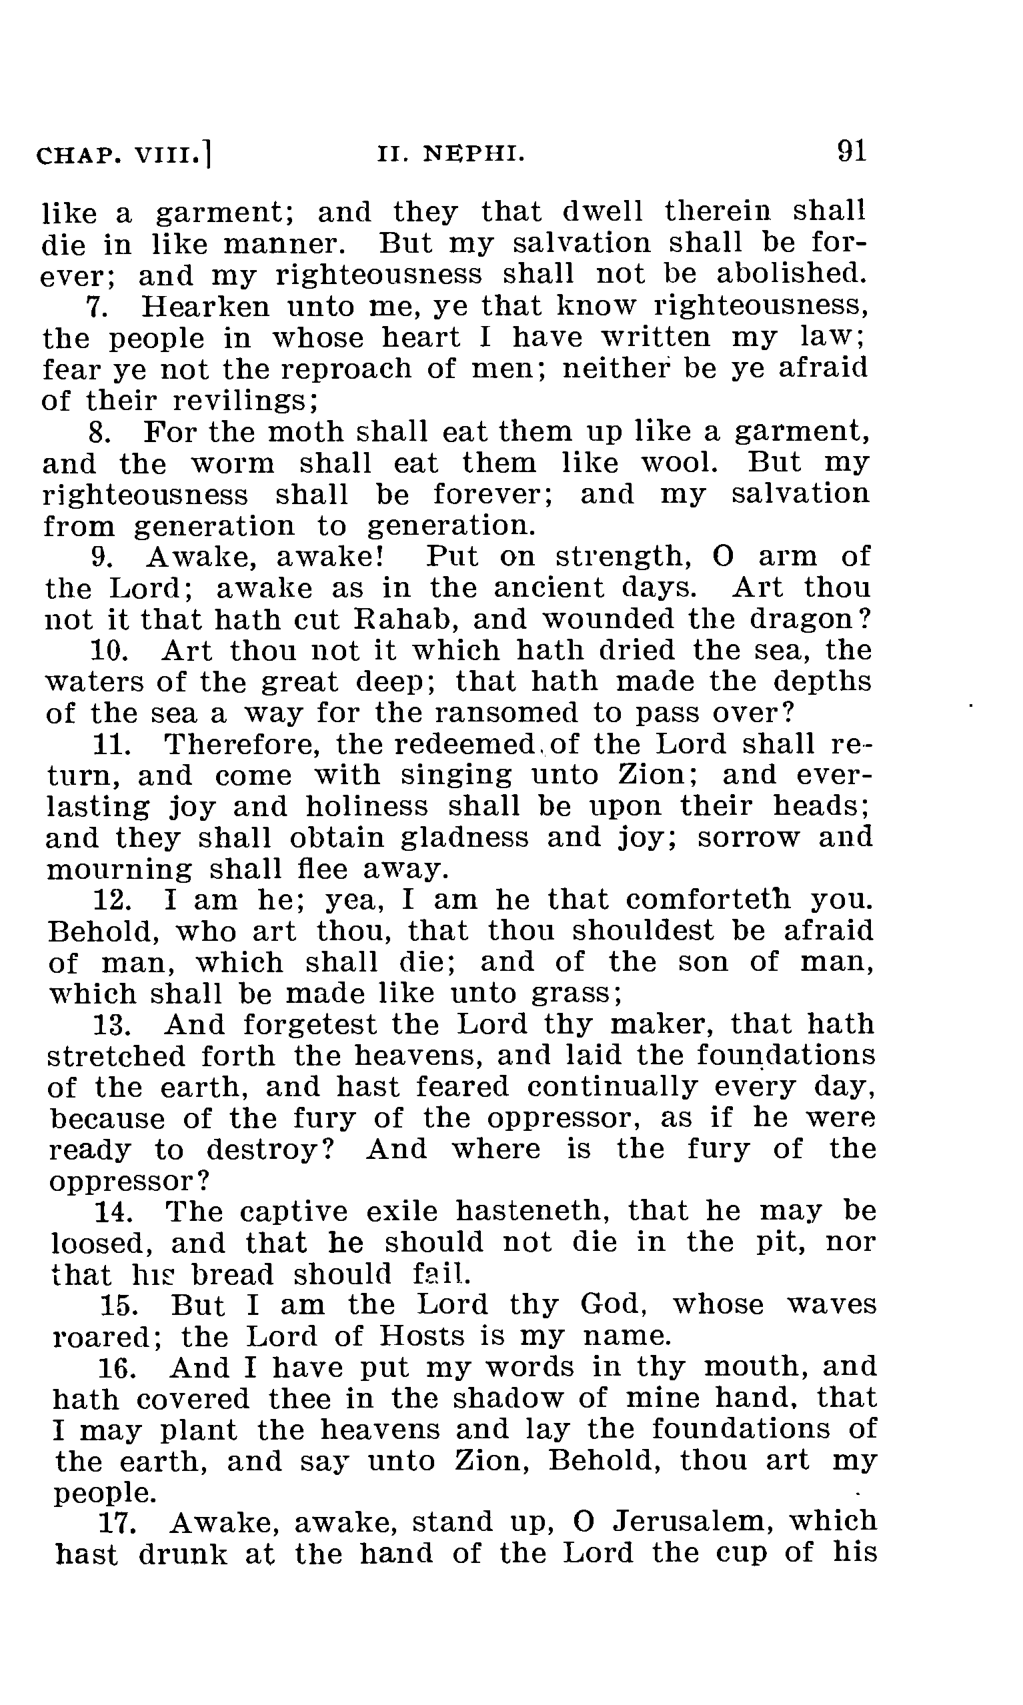 CHAP. VIII.] II. NEPHI. 91
like a garment; and they that dwell therein shall
die in like manner. But my salvation shall be for-
ever; and my righteousness shall not be abolished.
7. Hearken unto me, ye that know righteousness,
the people in whose heart I have written my law;
fear ye not the reproach of men; neither be ye afraid
of their revilings;
8. For the moth shall eat them up like a garment,
and the worm shall eat them like wool. But my
righteousness shall be forever; and my salvation
from generation to generation.
9. Awake, awake! Put on strength, O arm of
the Lord; awake as in the ancient days. Art thou
not it that hath cut Rahab, and wounded the dragon?
10. Art thou not it which hath dried the sea, the
waters of the great deep; that hath made the depths
of the sea a way for the ransomed to pass over?
11. Therefore, the redeemed of the Lord shall re-
turn, and come with singing unto Zion; and ever-
lasting joy and holiness shall be upon their heads;
and they shall obtain gladness and joy; sorrow and
mourning shall flee away.
12. I am he; yea, I am he that comforteth you.
Behold, who art thou, that thou shouldest be afraid
of man, which shall die; and of the son of man,
which shall be made like unto grass;
13. And forgetest the Lord thy maker, that hath
stretched forth the heavens, and laid the foundations
of the earth, and hast feared continually every day,
because of the fury of the oppressor, as if he were
ready to destroy? And where is the fury of the
oppressor?
14. The captive exile hasteneth, that he may be
loosed, and that he should not die in the pit, nor
that his bread should fail.
15. But I am the Lord thy God, whose waves
roared; the Lord of Hosts is my name.
16. And I have put my words in thy mouth, and
hath covered thee in the shadow of mine hand, that
I may plant the heavens and lay the foundations of
the earth, and say unto Zion, Behold, thou art my
people.
17. Awake, awake, stand up, O Jerusalem, which
hast drunk at the hand of the Lord the cup of his